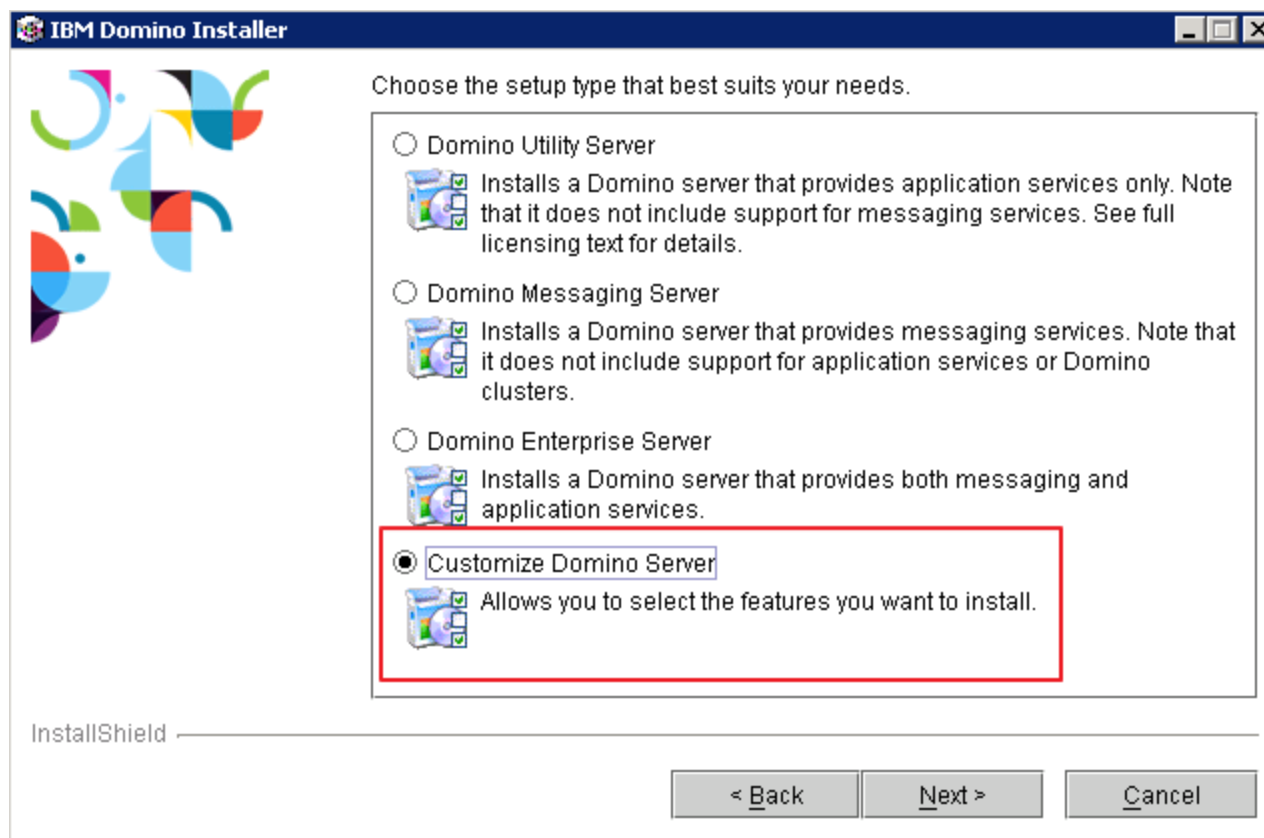 IBM Domino Installer
Choose the setup type that best suits your needs.
Domino Utility Server
Installs a Domino server that provides application services only. Note
that it does not include support for messaging services. See full
licensing text for details.
Domino Messaging Server
Installs a Domino server that provides messaging services. Note that
it does not include support for application services or Domino
clusters.
Domino Enterprise Server
Installs a Domino server that provides both messaging and
application services.
Customize Domino Server
Allows you to select the features you want to install.
InstallShield
< Back
Next >
Cancel